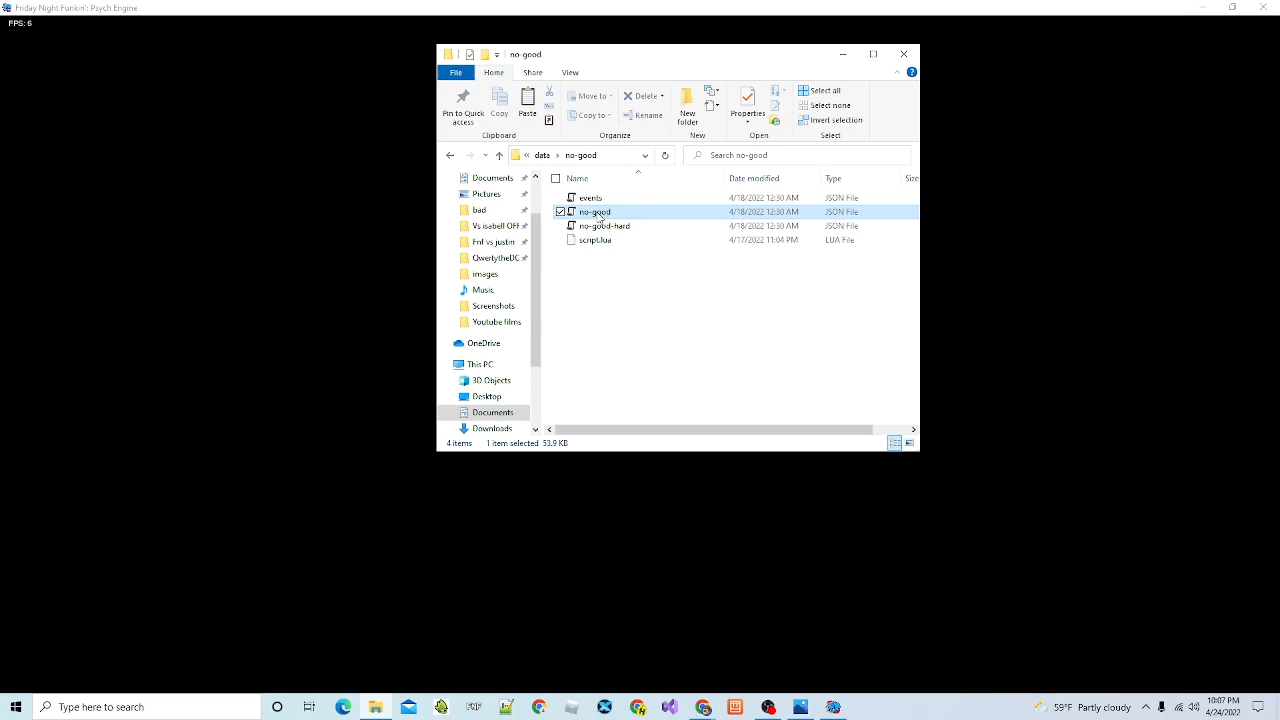 Friday Night Funkin': Psych Engine
FPS: 6
no-good
File Home Share View
Pin to Quick access
Copy
Paste
Clipboard
Move to
Copy to
Delete
Rename
Organize
New folder
New
Properties
Open
Select all
Select none
Invert selection
Select
« data › no-good
Search no-good
Name Date modified Type Size
events 4/18/2022 12:30 AM JSON File
no-good 4/18/2022 12:30 AM JSON File
no-good-hard 4/18/2022 12:30 AM JSON File
script.lua 4/17/2022 11:04 PM LUA File
Documents
Pictures
bad
Vs isabell OFF
Fnf vs justin
QwertytheDC
images
Music
Screenshots
Youtube films
OneDrive
This PC
3D Objects
Desktop
Documents
Downloads
4 items 1 item selected 53.9 KB
Type here to search
FNF
59°F Partly cloudy
10:07 PM
4/24/2022